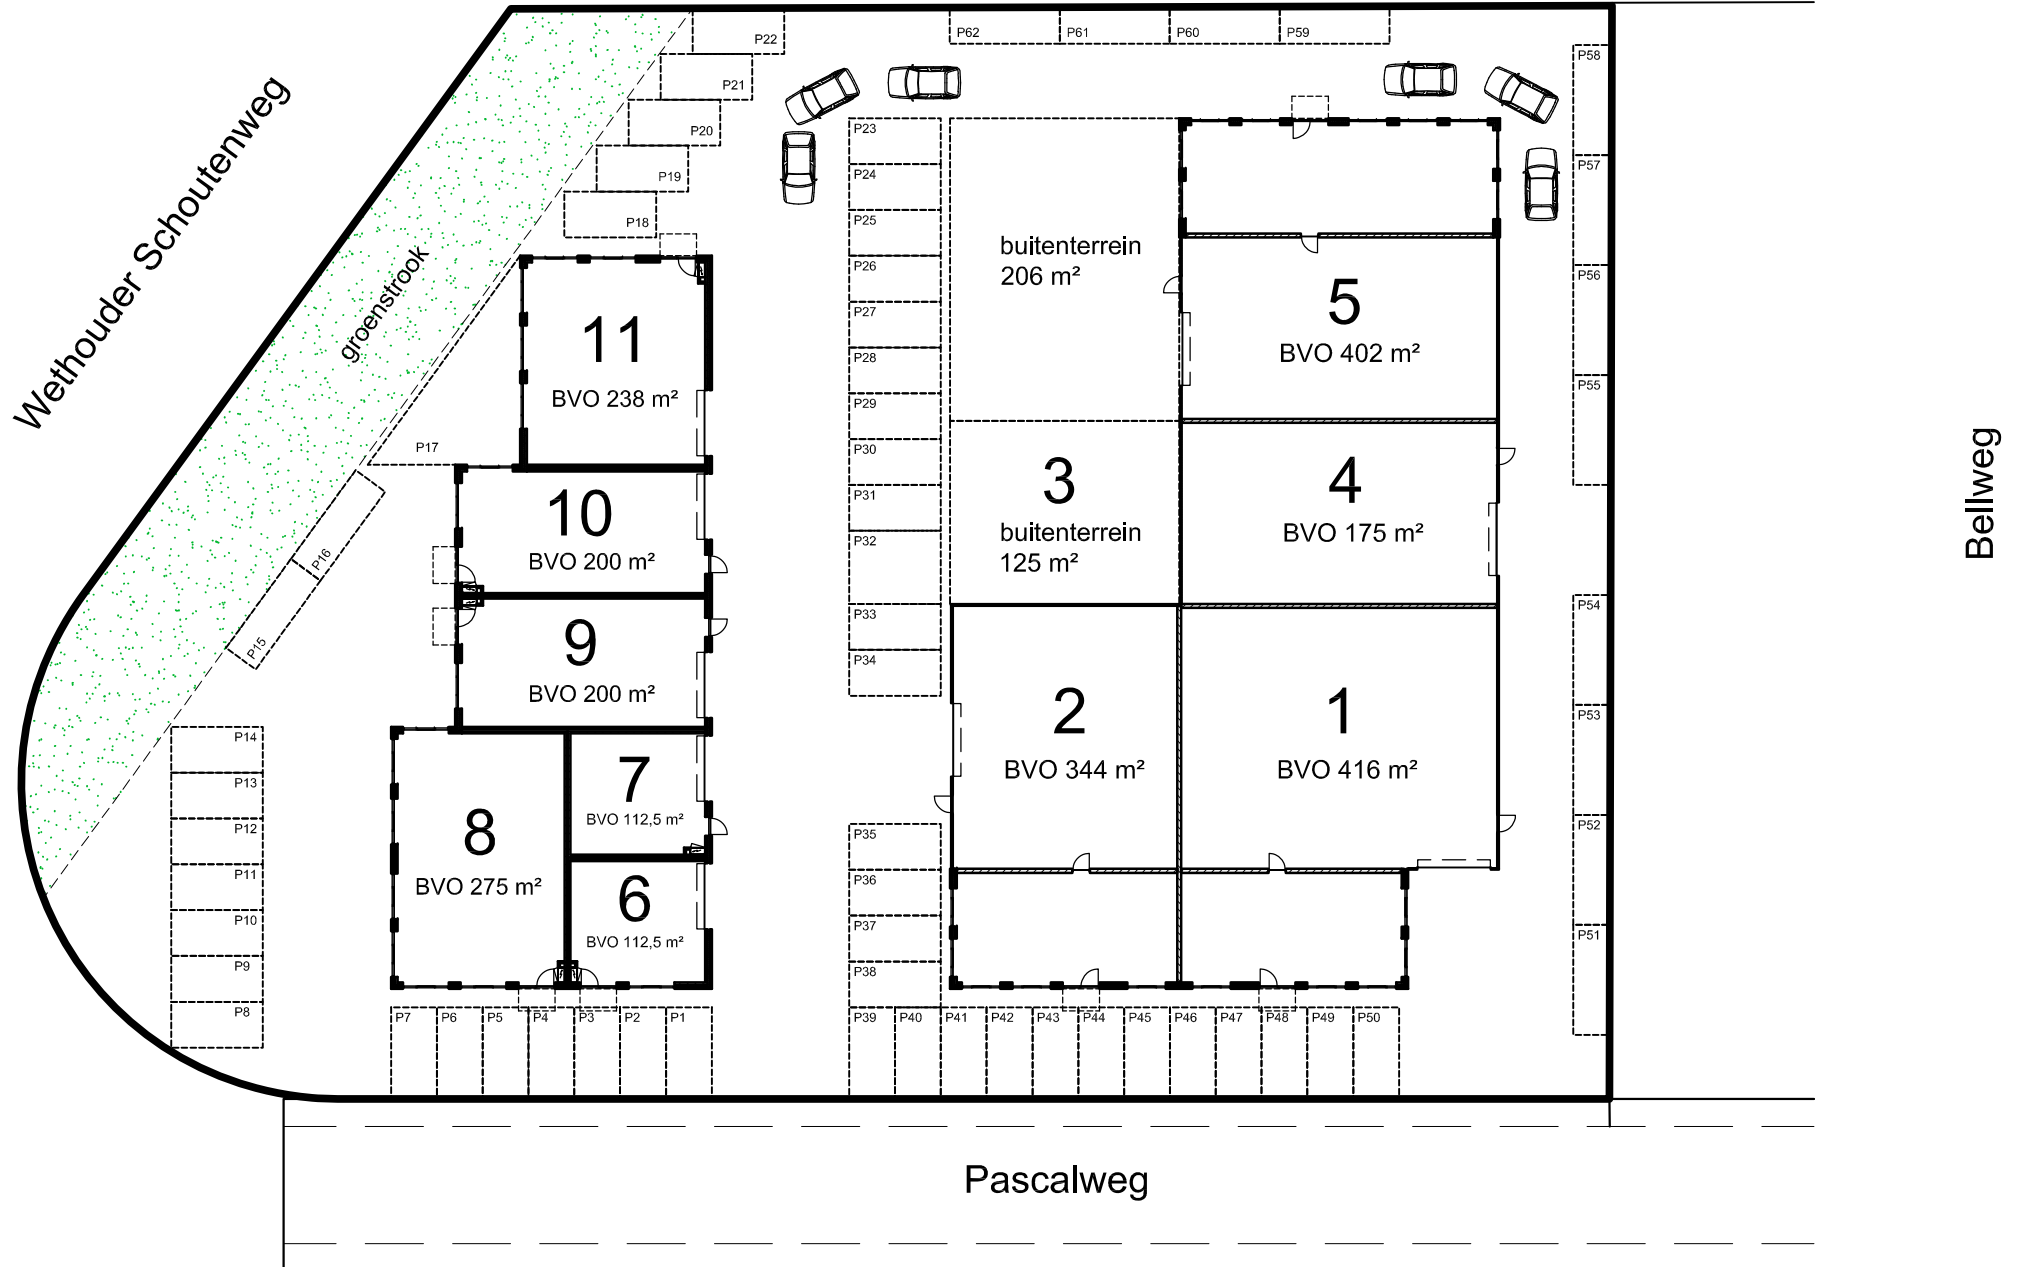 P22
P62
P61
P60
P59
P58
P21
P20
P23
P19
P24
P57
P18
P25
Wethouder Schoutenweg
groenstrook
buitenterrein
206 m²
P26
P56
5
BVO 402 m²
P27
11
BVO 238 m²
P28
P55
P29
P17
P30
3
buitenterrein
125 m²
4
BVO 175 m²
Bellweg
P31
10
BVO 200 m²
P32
P16
P15
P33
P54
9
BVO 200 m²
P34
2
BVO 344 m²
1
BVO 416 m²
P53
P14
P13
7
BVO 112,5 m²
P12
8
BVO 275 m²
P35
P52
P11
6
BVO 112,5 m²
P36
P10
P37
P51
P9
P38
P8
P7
P6
P5
P4
P3
P2
P1
P39
P40
P41
P42
P43
P44
P45
P46
P47
P48
P49
P50
Pascalweg